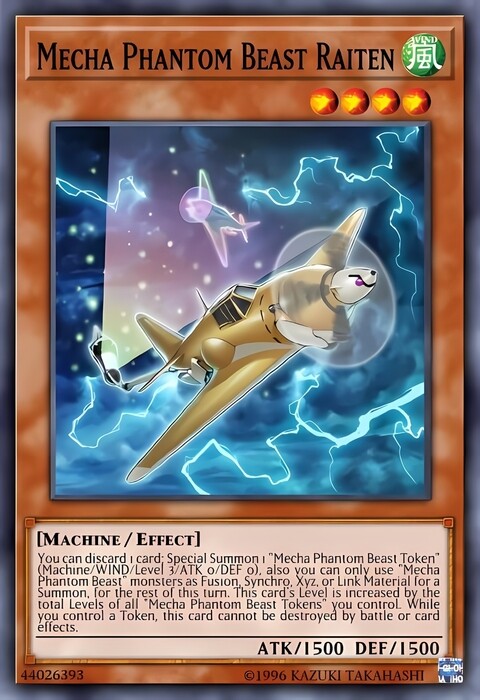 MECHA PHANTOM BEAST RAITEN
WIND
風
[MACHINE / EFFECT]
You can discard 1 card; Special Summon 1 "Mecha Phantom Beast Token"
(Machine/WIND/Level 3/ATK 0/DEF 0), also you can only use "Mecha
Phantom Beast" monsters as Fusion, Synchro, Xyz, or Link Material for a
Summon, for the rest of this turn. This card's Level is increased by the
total Levels of all "Mecha Phantom Beast Tokens" you control. While
you control a Token, this card cannot be destroyed by battle or card
effects.
ATK/1500 DEF/1500
44026393
©1996 KAZUKI TAKAHASHI